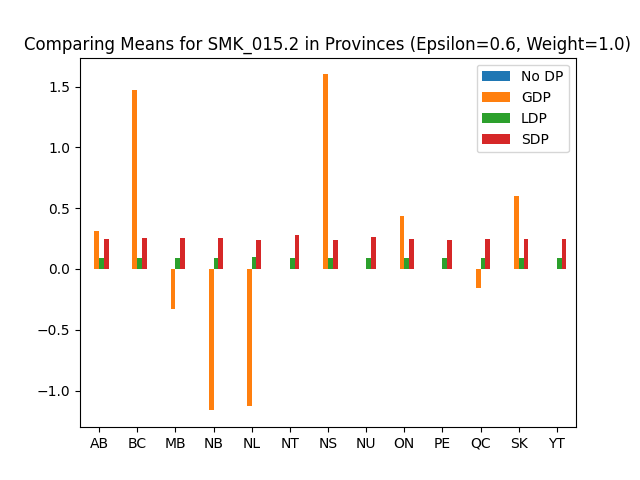 Comparing Means for SMK_015.2 in Provinces (Epsilon=0.6, Weight=1.0)
No DP
GDP
LDP
SDP
1.5
1.0
0.5
0.0
−0.5
−1.0
AB BC MB NB NL NT NS NU ON PE QC SK YT